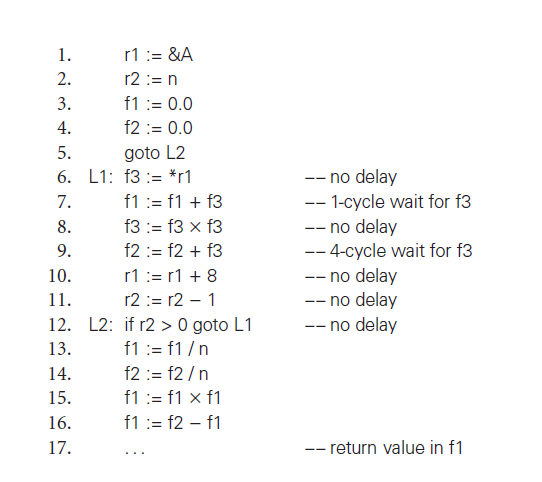 1. r1 := &A
2. r2 := n
3. f1 := 0.0
4. f2 := 0.0
5. goto L2
6. L1: f3 := *r1 –– no delay
7. f1 := f1 + f3 –– 1-cycle wait for f3
8. f3 := f3 × f3 –– no delay
9. f2 := f2 + f3 –– 4-cycle wait for f3
10. r1 := r1 + 8 –– no delay
11. r2 := r2 – 1 –– no delay
12. L2: if r2 > 0 goto L1 –– no delay
13. f1 := f1 / n
14. f2 := f2 / n
15. f1 := f1 × f1
16. f1 := f2 – f1
17. . . . –– return value in f1